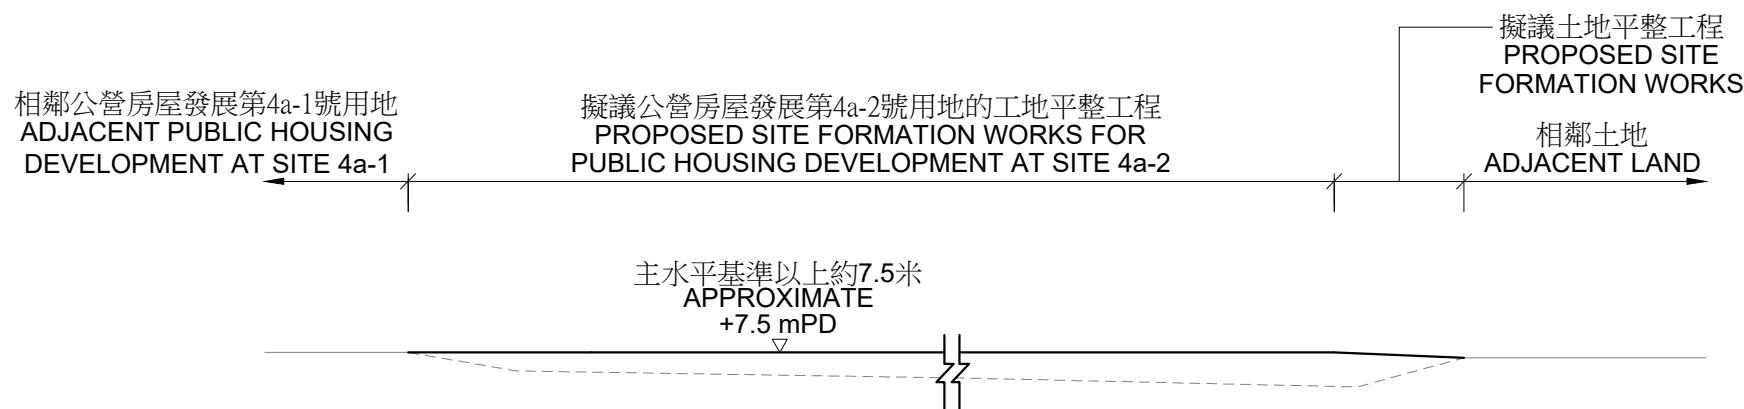 相鄰公營房屋發展第4a-1號用地
ADJACENT PUBLIC HOUSING
DEVELOPMENT AT SITE 4a-1
擬議公營房屋發展第4a-2號用地的工地平整工程
PROPOSED SITE FORMATION WORKS FOR
PUBLIC HOUSING DEVELOPMENT AT SITE 4a-2
擬議土地平整工程
PROPOSED SITE
FORMATION WORKS
相鄰土地
ADJACENT LAND
主水平基準以上約7.5米
APPROXIMATE
+7.5 mPD